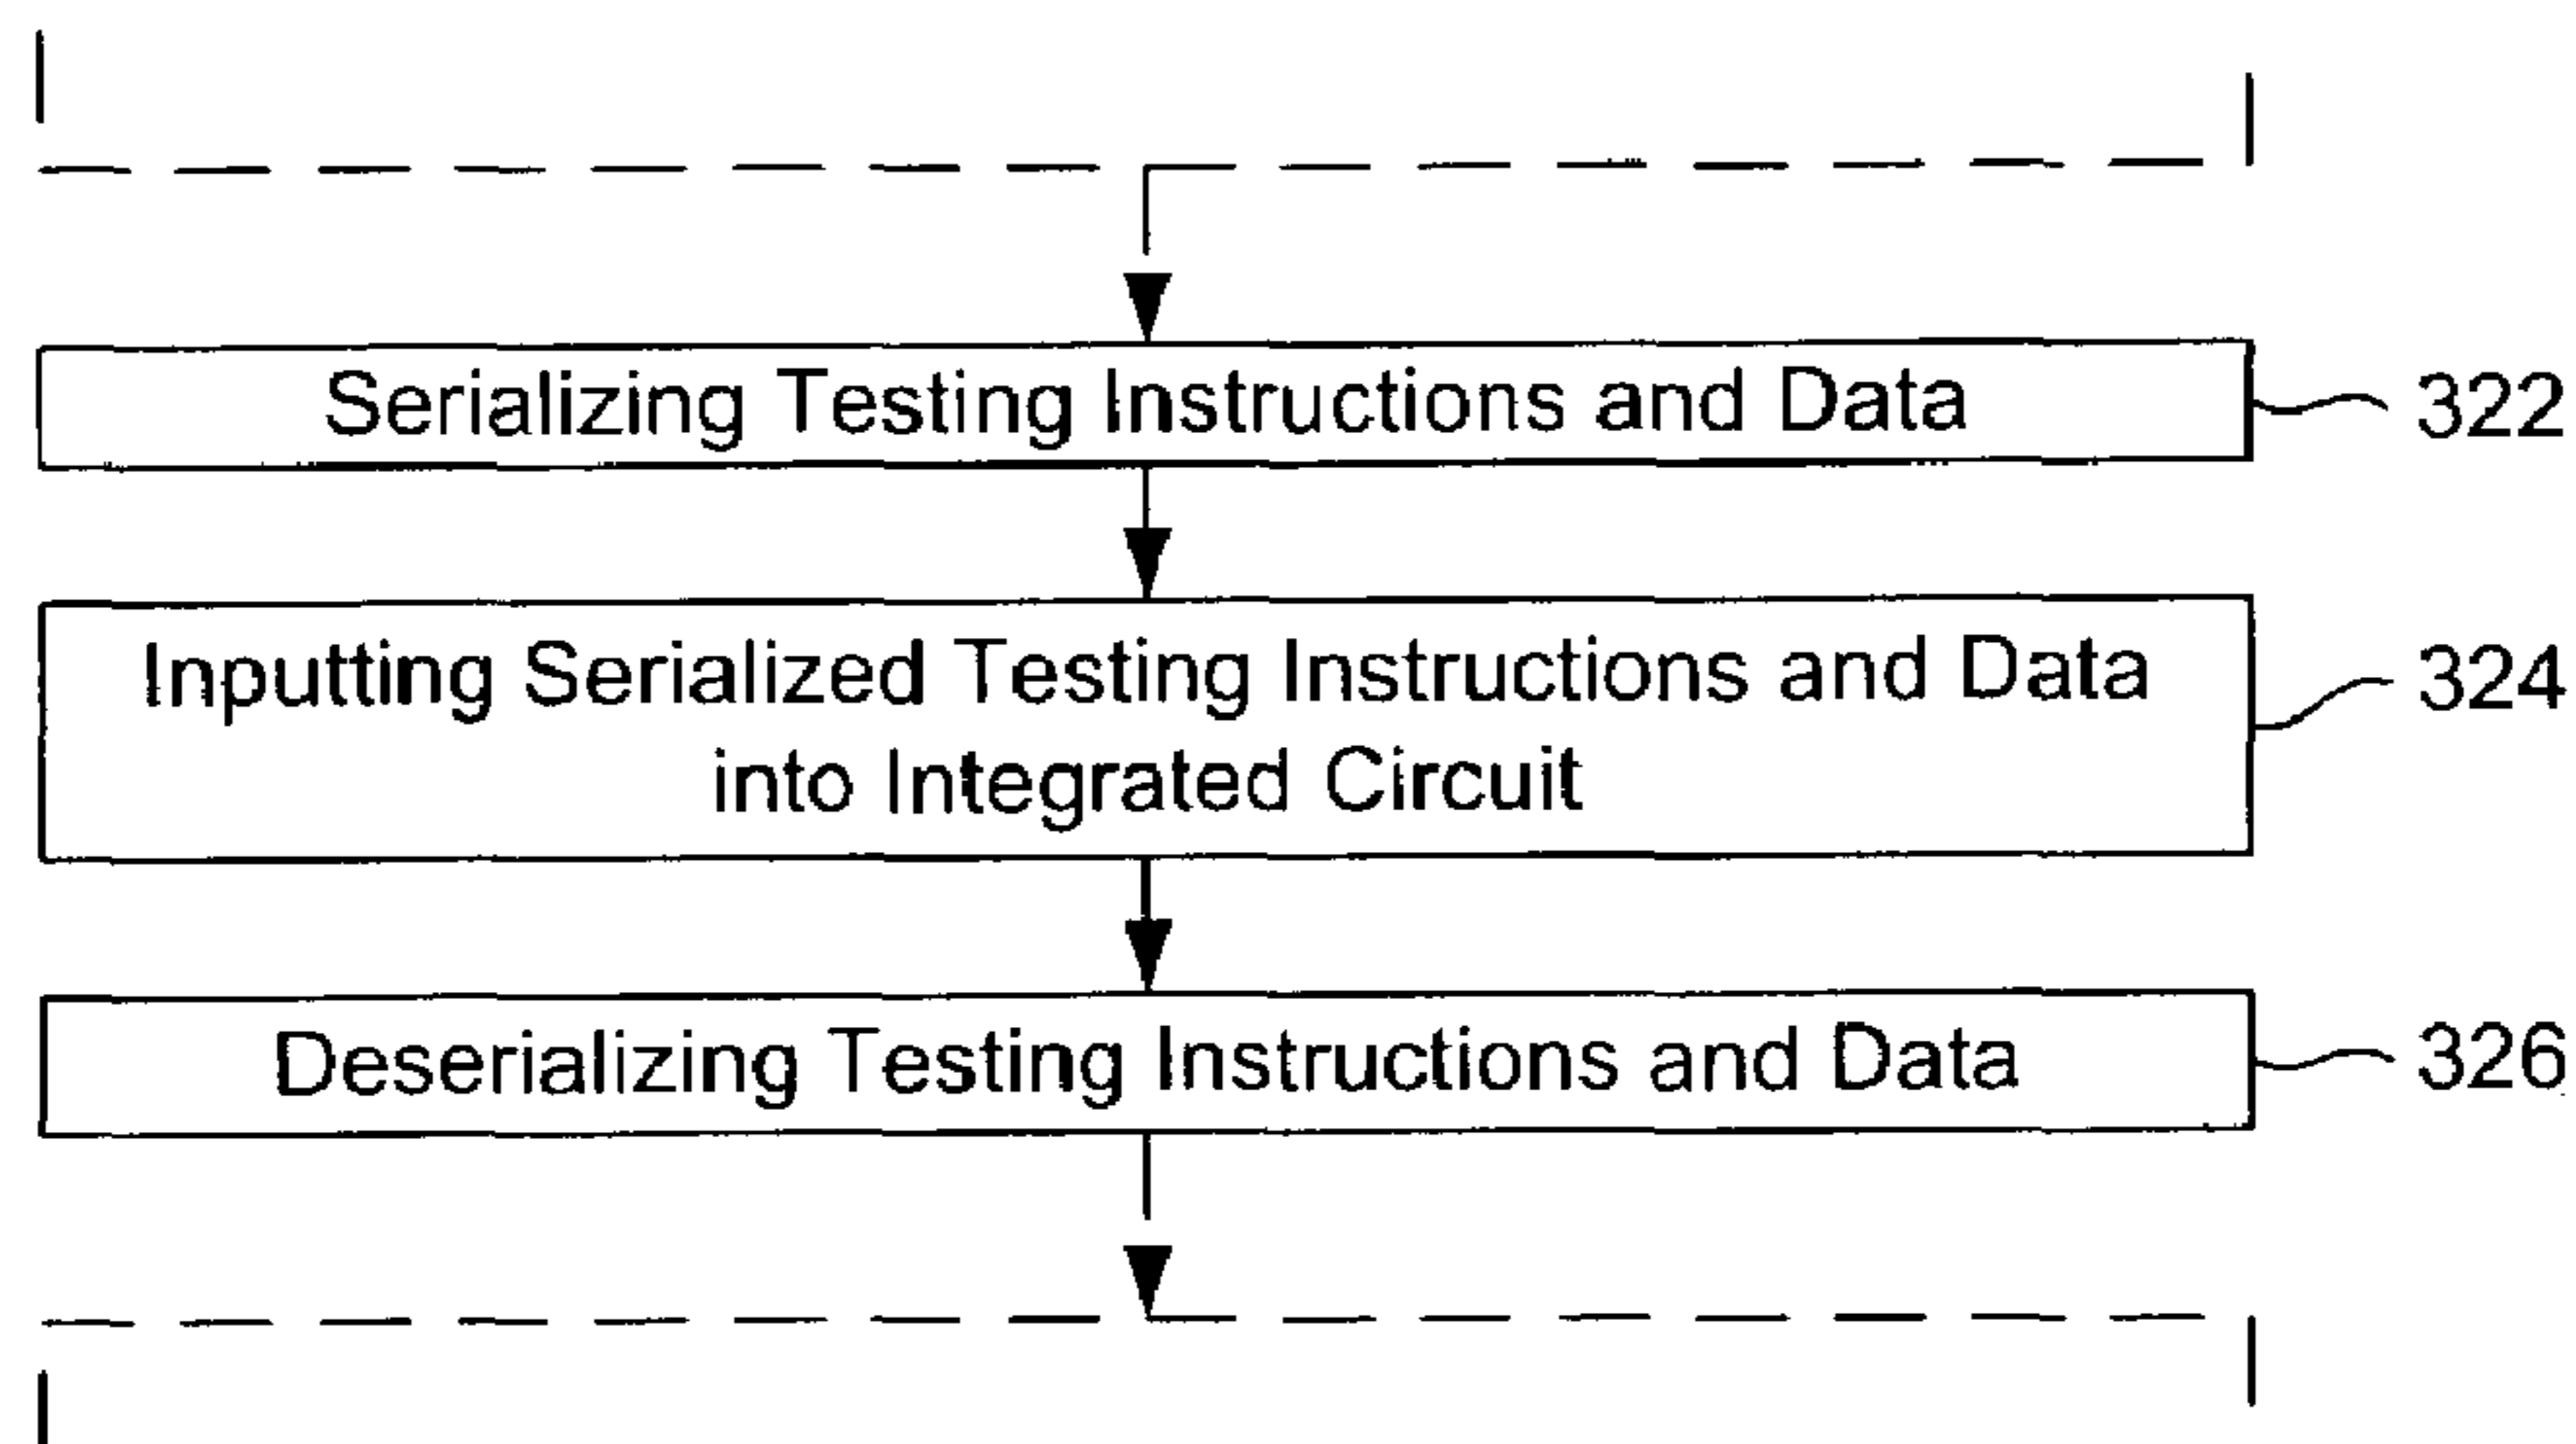 Serializing Testing Instructions and Data
322
Inputting Serialized Testing Instructions and Data
into Integrated Circuit
324
Deserializing Testing Instructions and Data
326